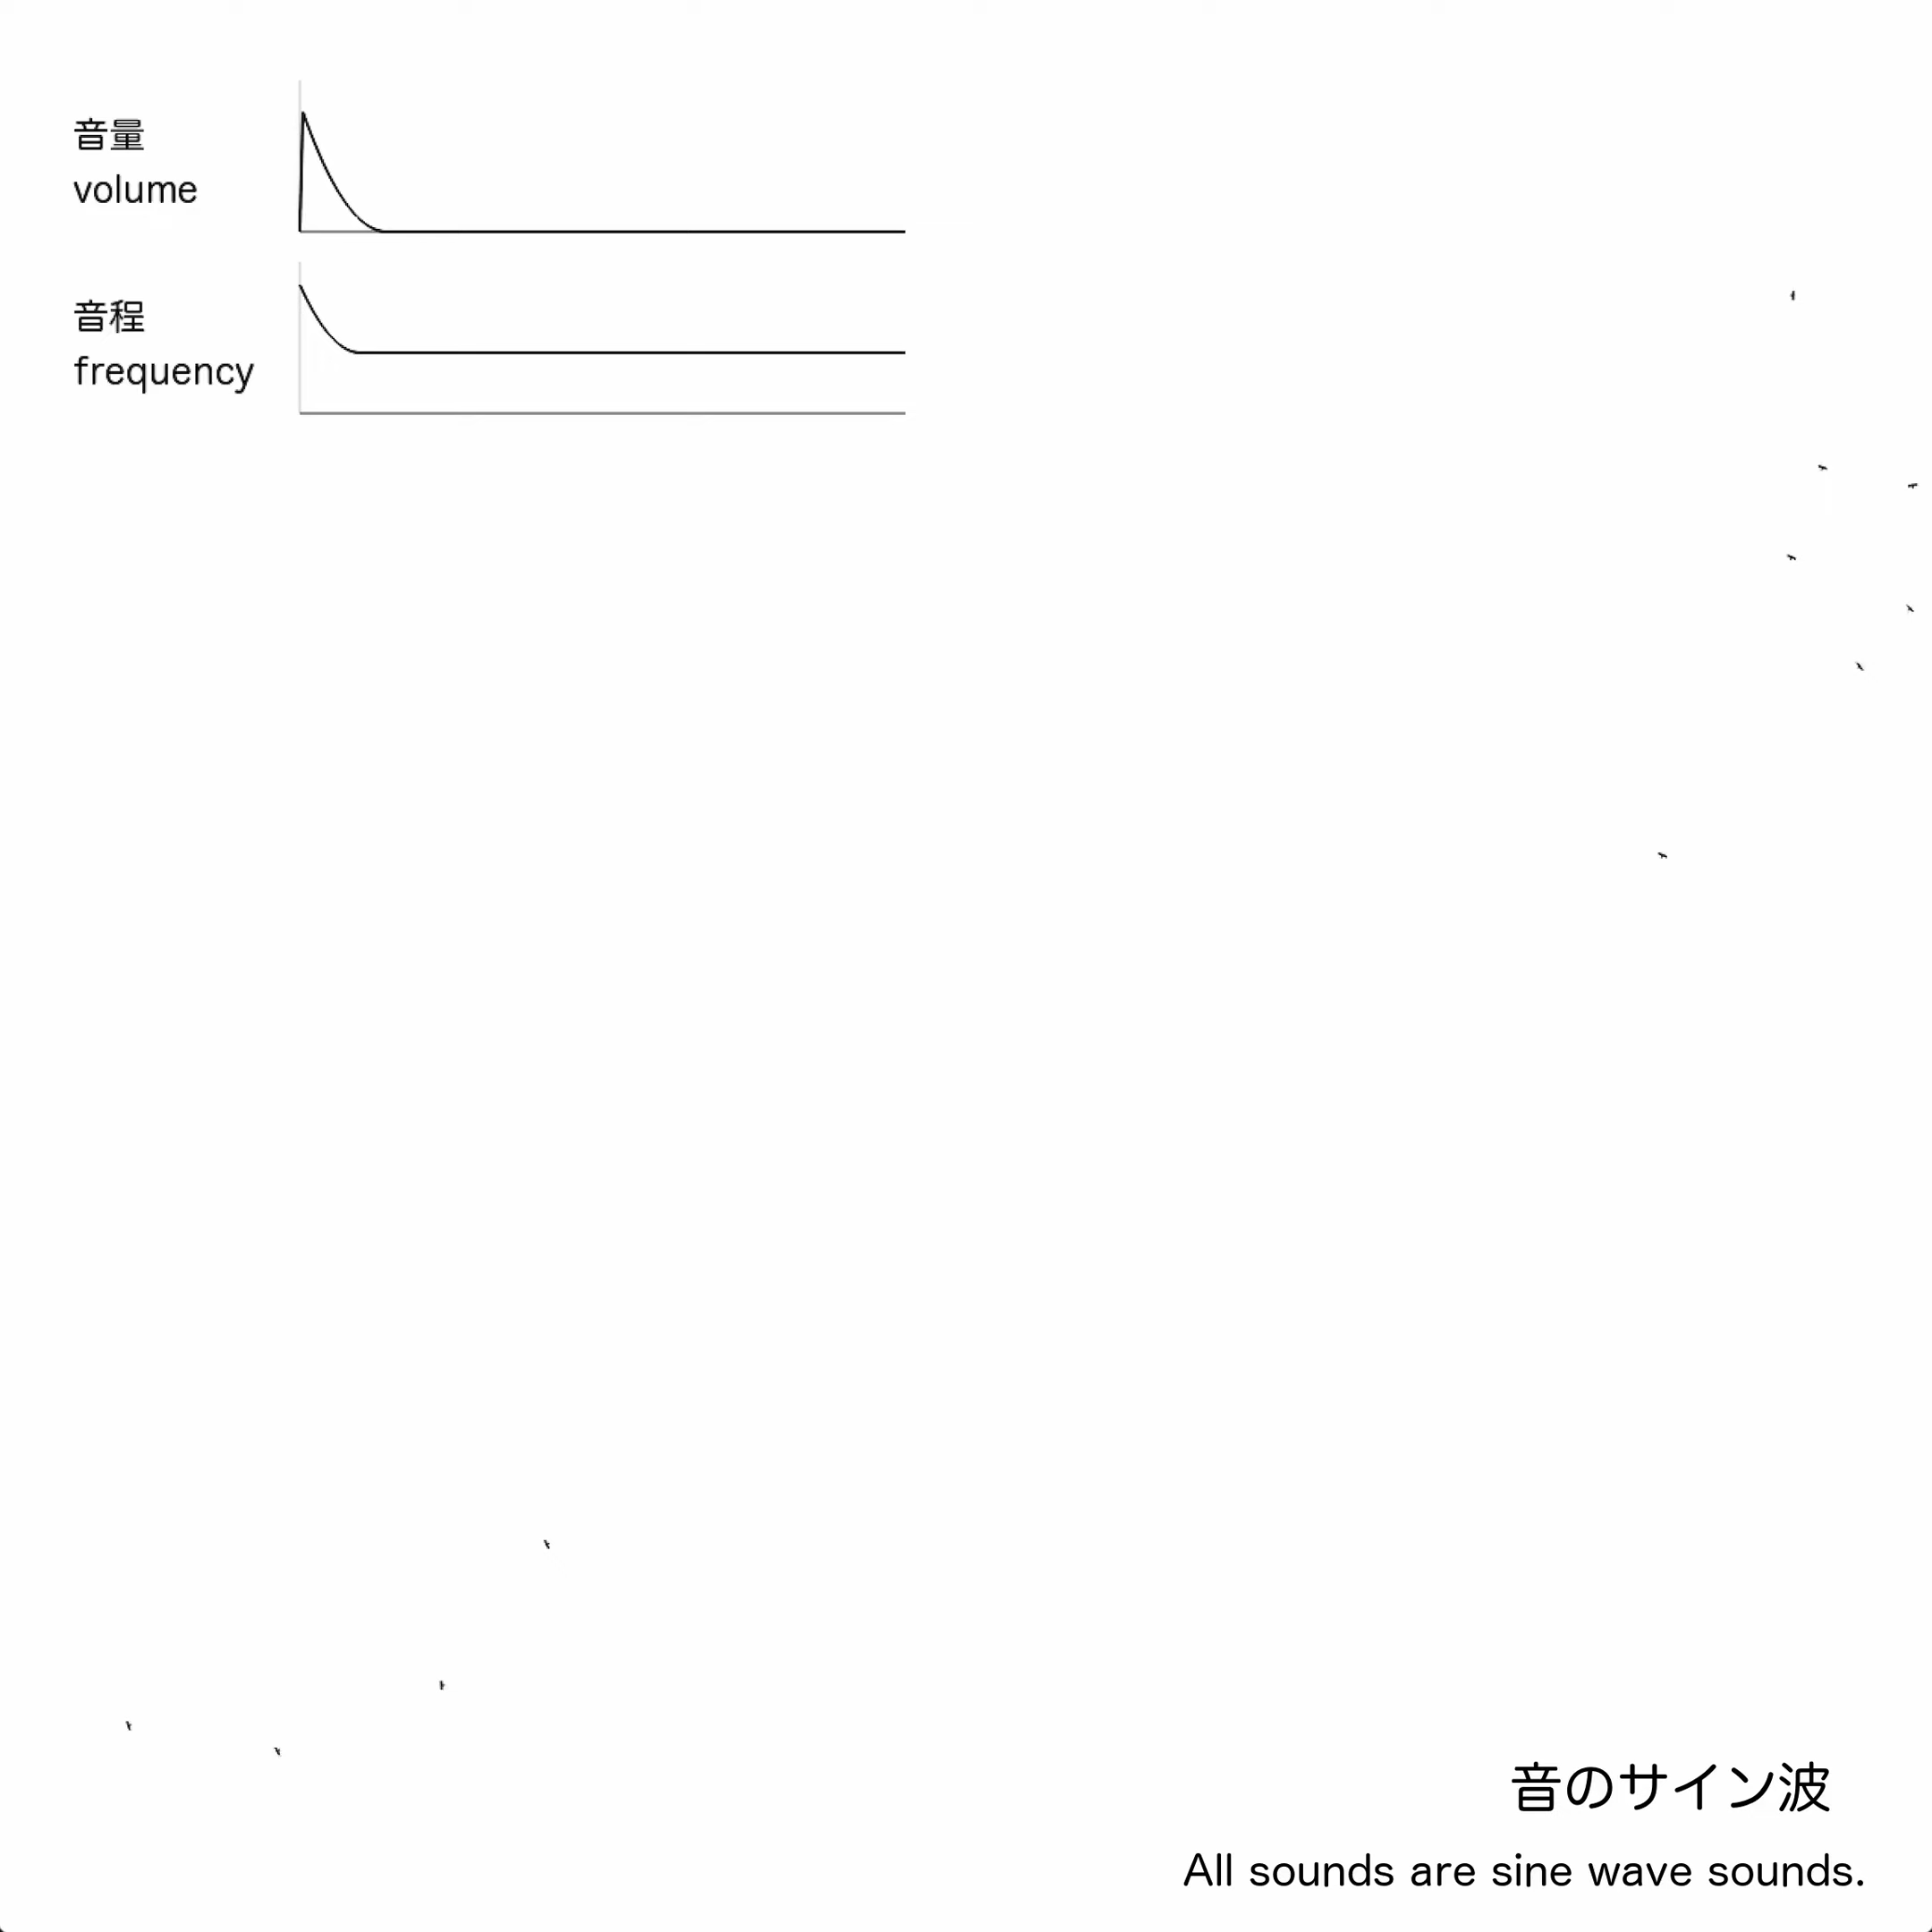 音量
volume
音程
frequency
音のサイン波
All sounds are sine wave sounds.